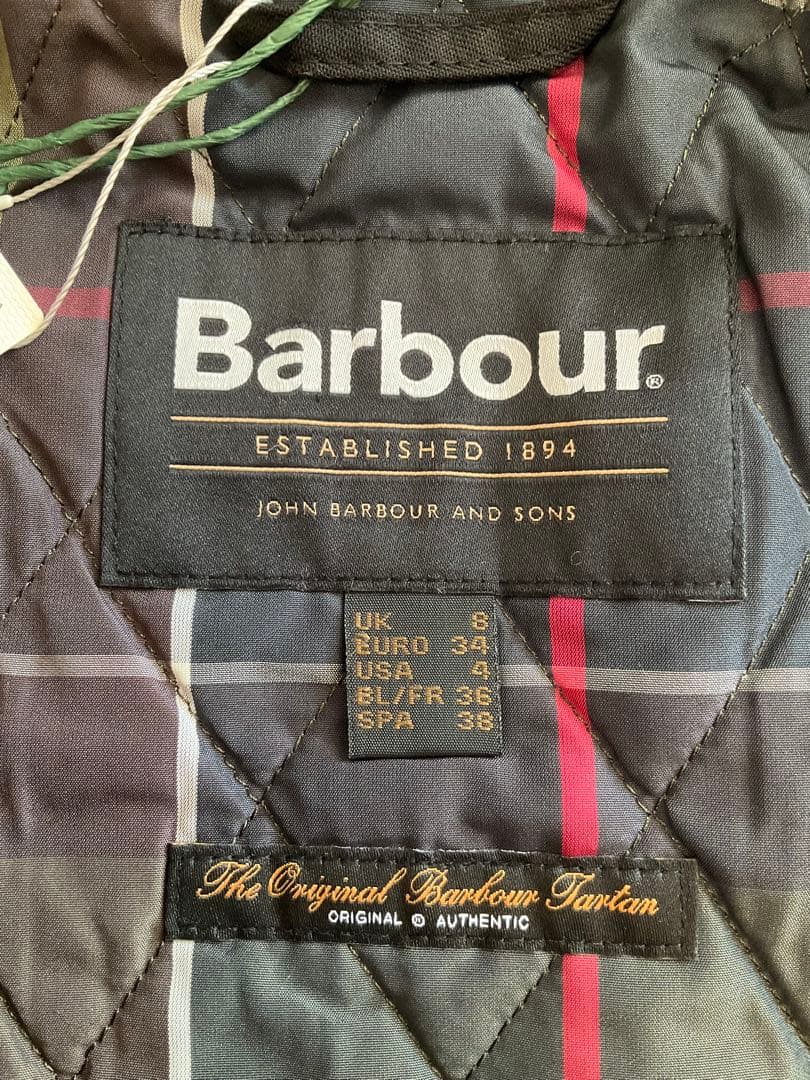 Barbour®
ESTABLISHED 1894
JOHN BARBOUR AND SONS
UK 8
EURO 34
USA 4
BL/FR 36
SPA 38
The Original Barbour Tartan
ORIGINAL ® AUTHENTIC